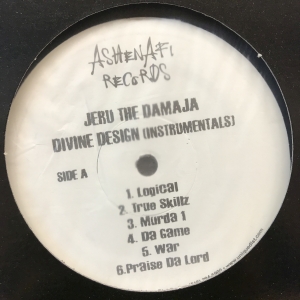 ASHENAFI
RECORDS
JERU THE DAMAJA
DIVINE DESIGN (INSTRUMENTALS)
SIDE A
1. Logical
2. True Skillz
3. Murda 1
4. Da Game
5. War
6.Praise Da Lord